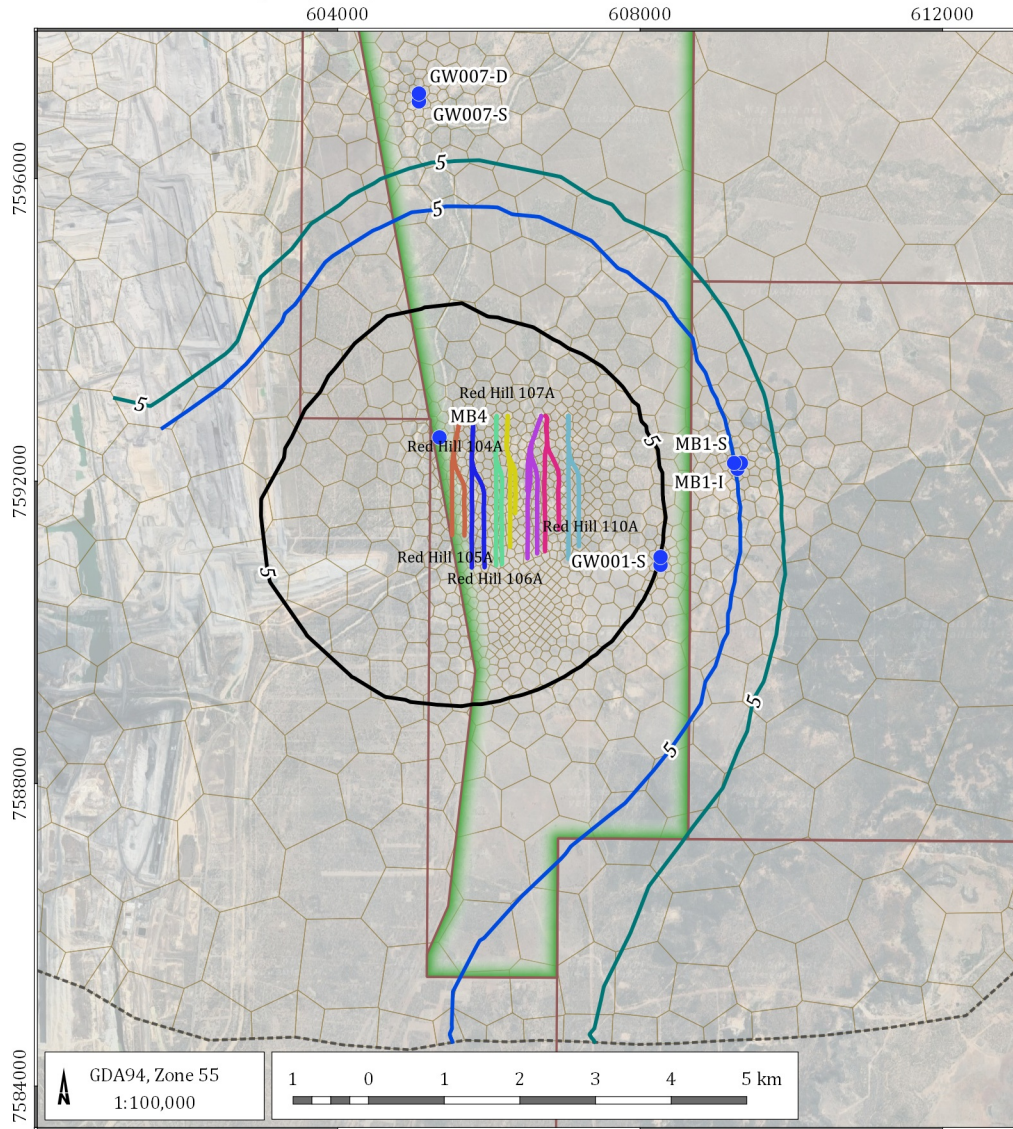 604000
608000
612000
GW007-D
GW007-S
7596000
5
5
Red Hill 107A
MB4
Red Hill 104A
5
MB1-S
MB1-I
7592000
Red Hill 110A
Red Hill 105A
GW001-S
Red Hill 106A
5
5
5
5
7588000
7584000
GDA94, Zone 55
1:100,000
N
1 0 1 2 3 4 5 km